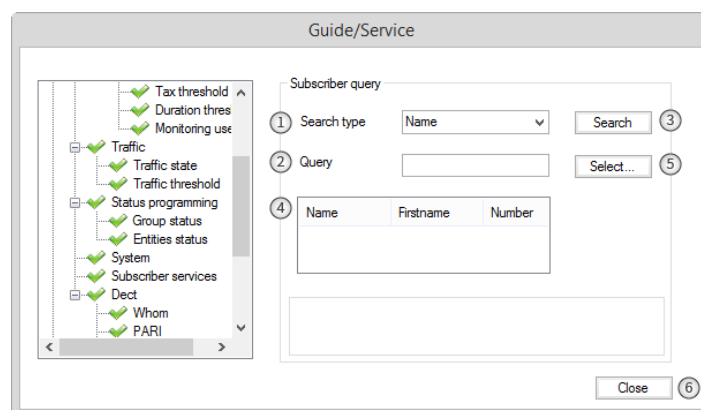 Guide/Service
Tax threshold
Duration thres
Monitoring use
Traffic
Traffic state
Traffic threshold
Status programming
Group status
Entities status
System
Subscriber services
Dect
Whom
PARI
Subscriber query
1 Search type Name Search 3
2 Query Select... 5
4 Name Firstname Number
Close 6